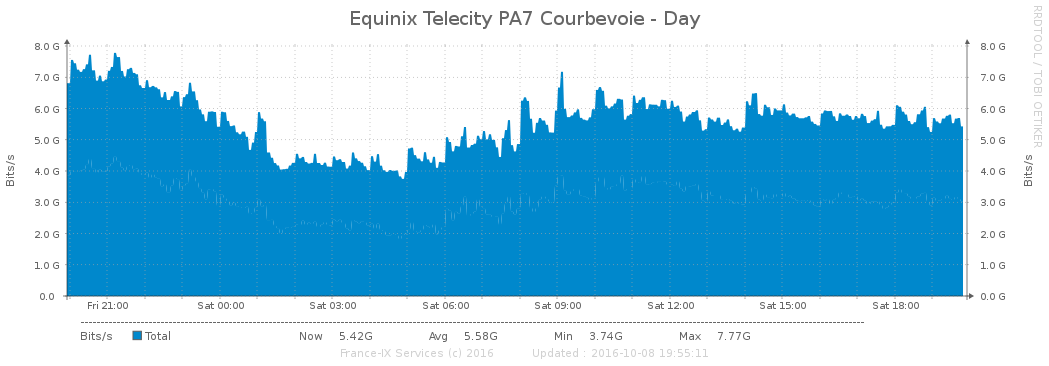 Equinix Telecity PA7 Courbevoie - Day
RRDTOOL / TOBI OETIKER
8.0 G 8.0 G
7.0 G 7.0 G
6.0 G 6.0 G
5.0 G 5.0 G
4.0 G 4.0 G
3.0 G 3.0 G
2.0 G 2.0 G
1.0 G 1.0 G
0.0 0.0 G
Bits/s Bits/s
Fri 21:00 Sat 00:00 Sat 03:00 Sat 06:00 Sat 09:00 Sat 12:00 Sat 15:00 Sat 18:00
Bits/s Total Now 5.42G Avg 5.58G Min 3.74G Max 7.77G
France-IX Services (c) 2016 Updated : 2016-10-08 19:55:11